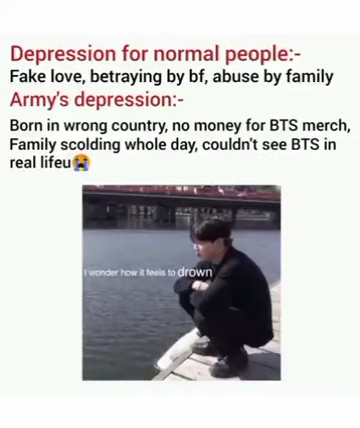 Depression for normal people:-
Fake love, betraying by bf, abuse by family
Army's depression:-
Born in wrong country, no money for BTS merch,
Family scolding whole day, couldn't see BTS in
real lifeu😭
I wonder how it feels to drown